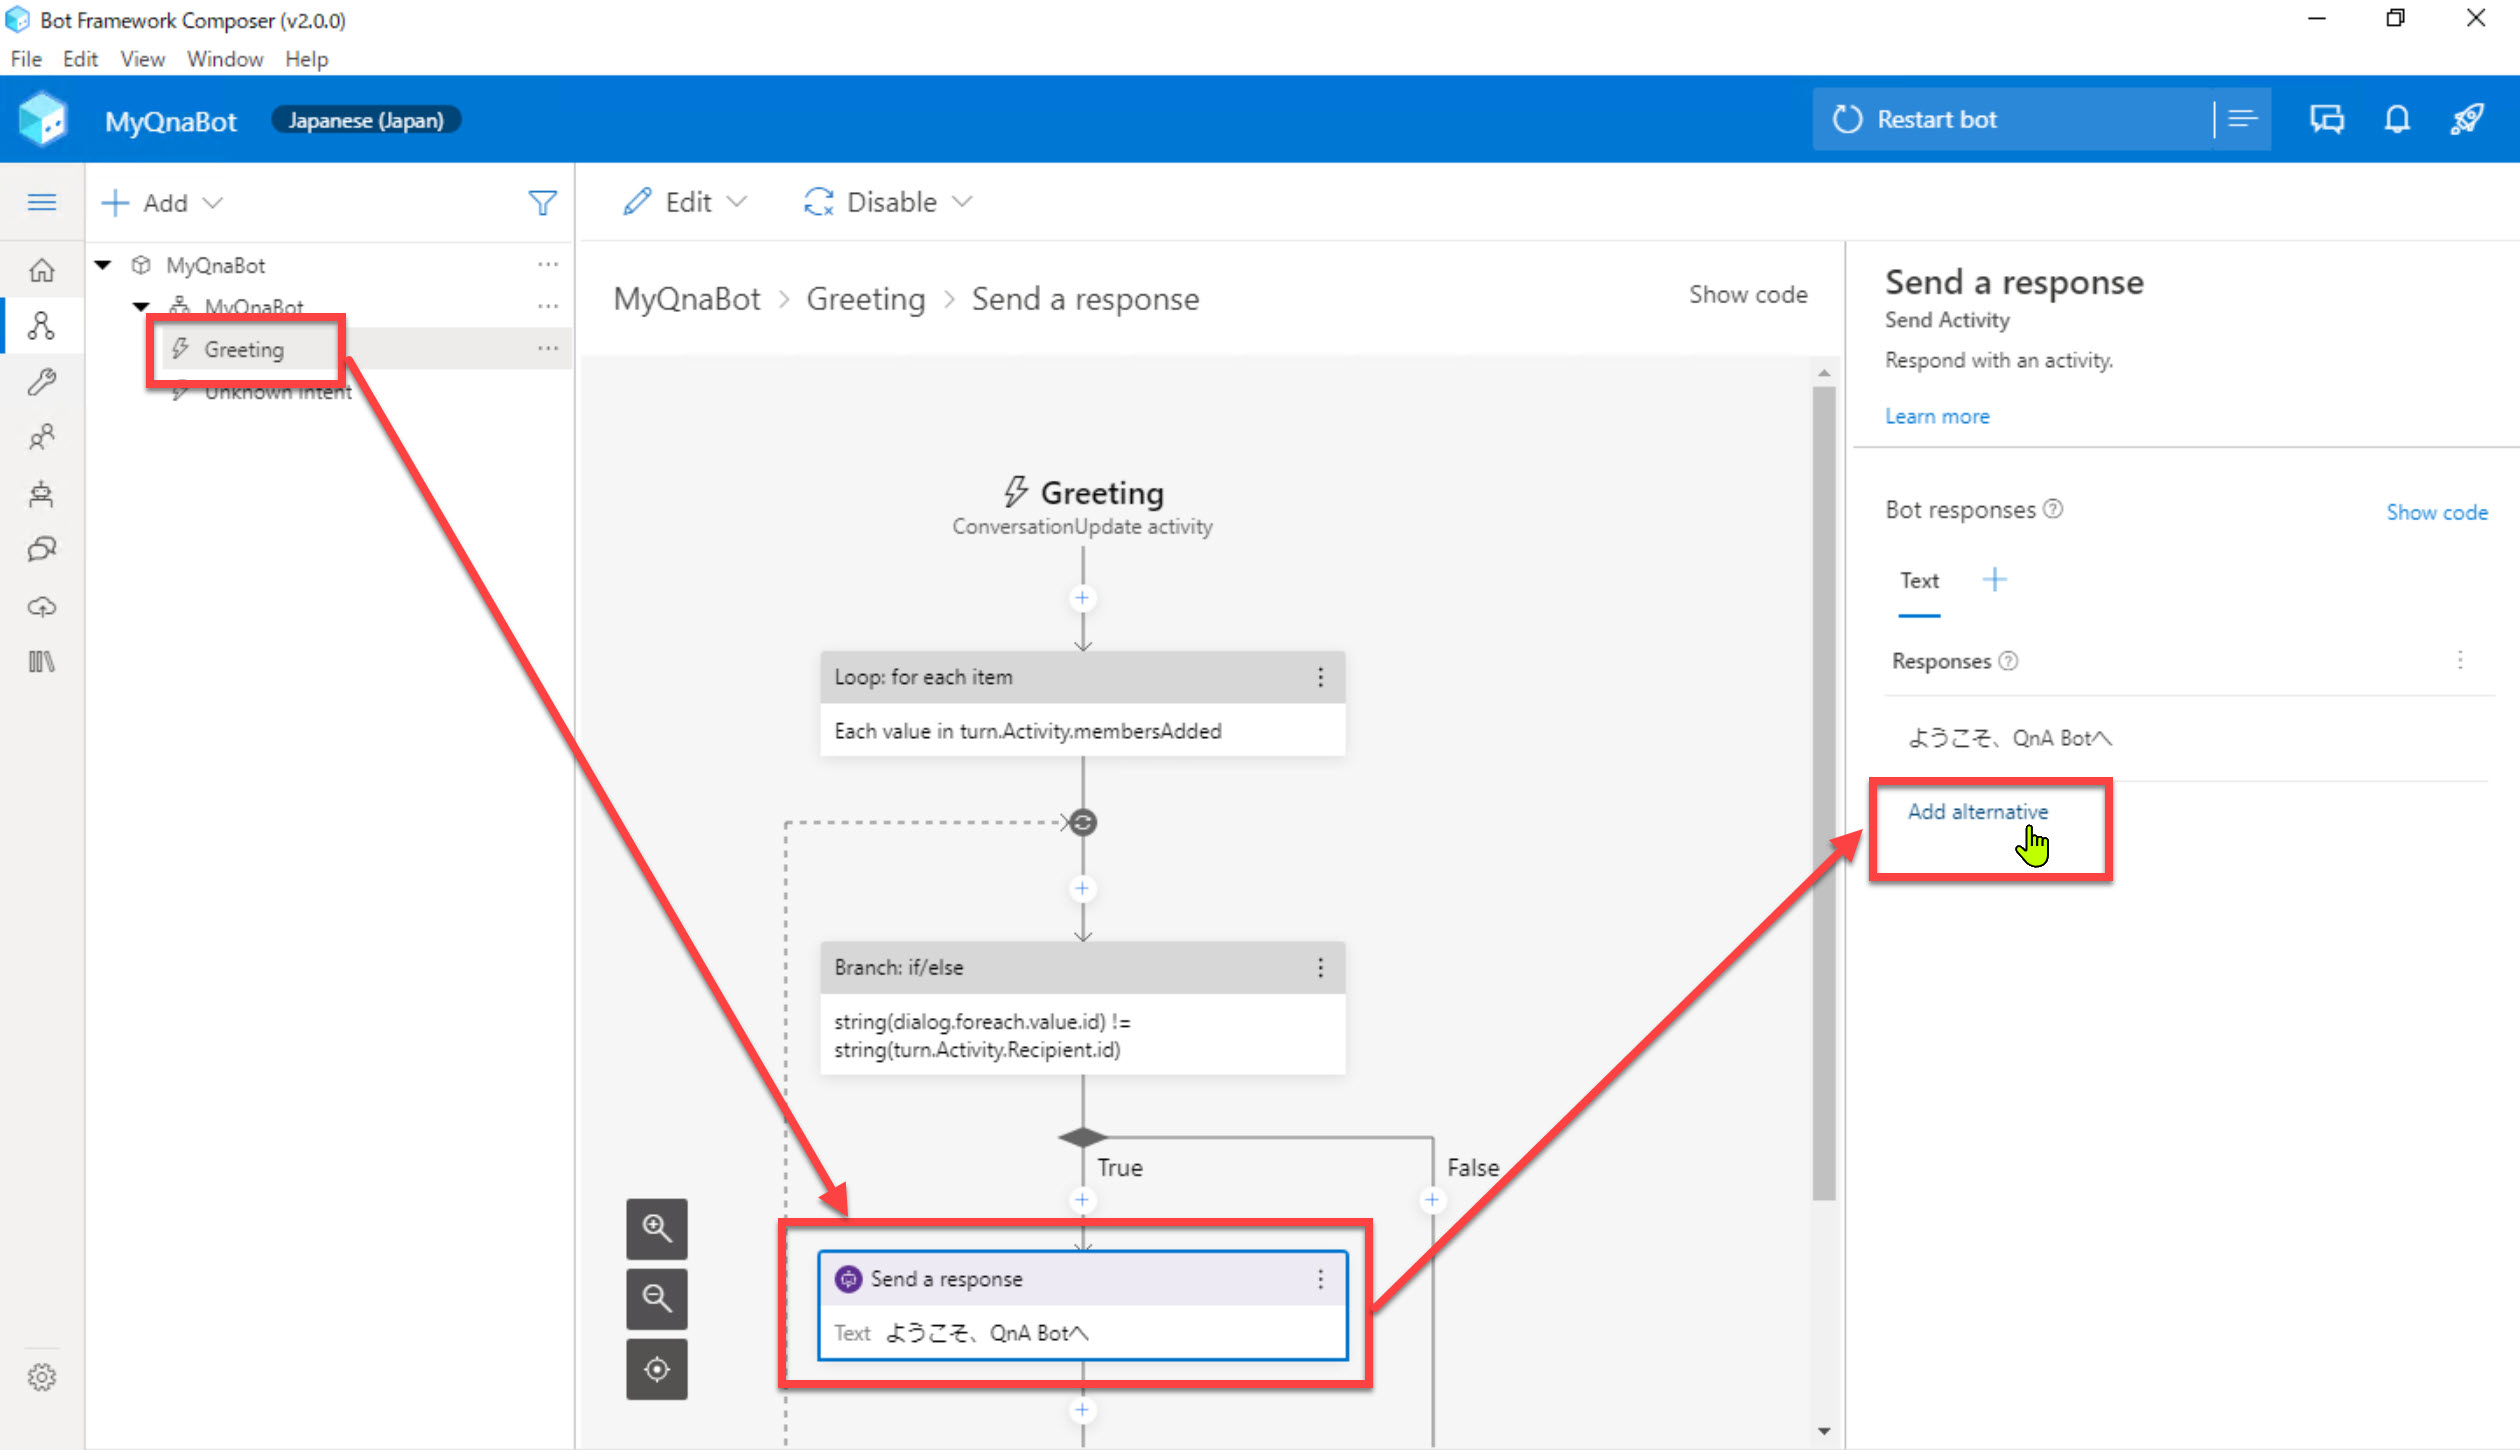 Bot Framework Composer (v2.0.0)
File Edit View Window Help
MyQnaBot Japanese (Japan) Restart bot
Add Edit Disable
MyQnaBot
MyQnaBot
Greeting
Unknown intent
MyQnaBot > Greeting > Send a response Show code
Greeting
ConversationUpdate activity
Loop: for each item
Each value in turn.Activity.membersAdded
Branch: if/else
string(dialog.foreach.value.id) !=
string(turn.Activity.Recipient.id)
True False
Send a response
Text ようこそ、QnA Botへ
Send a response
Send Activity
Respond with an activity.
Learn more
Bot responses Show code
Text
Responses
ようこそ、QnA Botへ
Add alternative